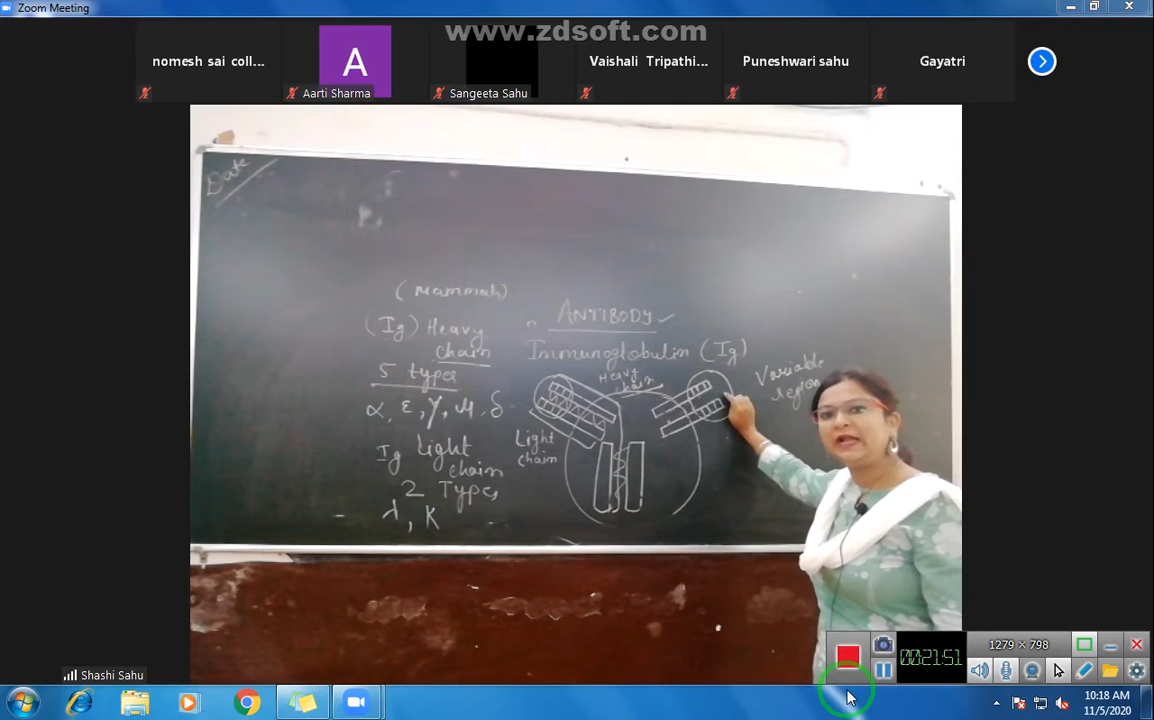 Zoom Meeting
www.zdsoft.com
nomesh sai coll...
A
Aarti Sharma
Sangeeta Sahu
Vaishali Tripathi...
Puneshwari sahu
Gayatri
Date
(Mammals)
(Ig) Heavy
chain
5 types
α, ε, γ, μ, δ
Ig Light
chain
2 Type,
λ, K
ANTIBODY
Immunoglobulin (Ig)
Heavy
chain
Variable
region
Light
chain
Shashi Sahu
1279 × 798
00:21:51
10:18 AM
11/5/2020